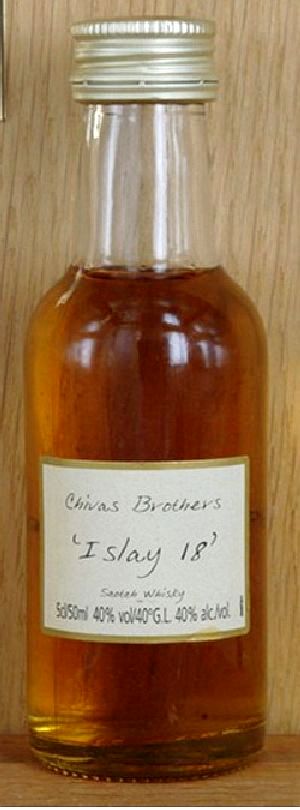 Chivas Brothers
'Islay 18'
Scotch Whisky
5cl/50ml 40% vol/40°G.L. 40% alc/vol.